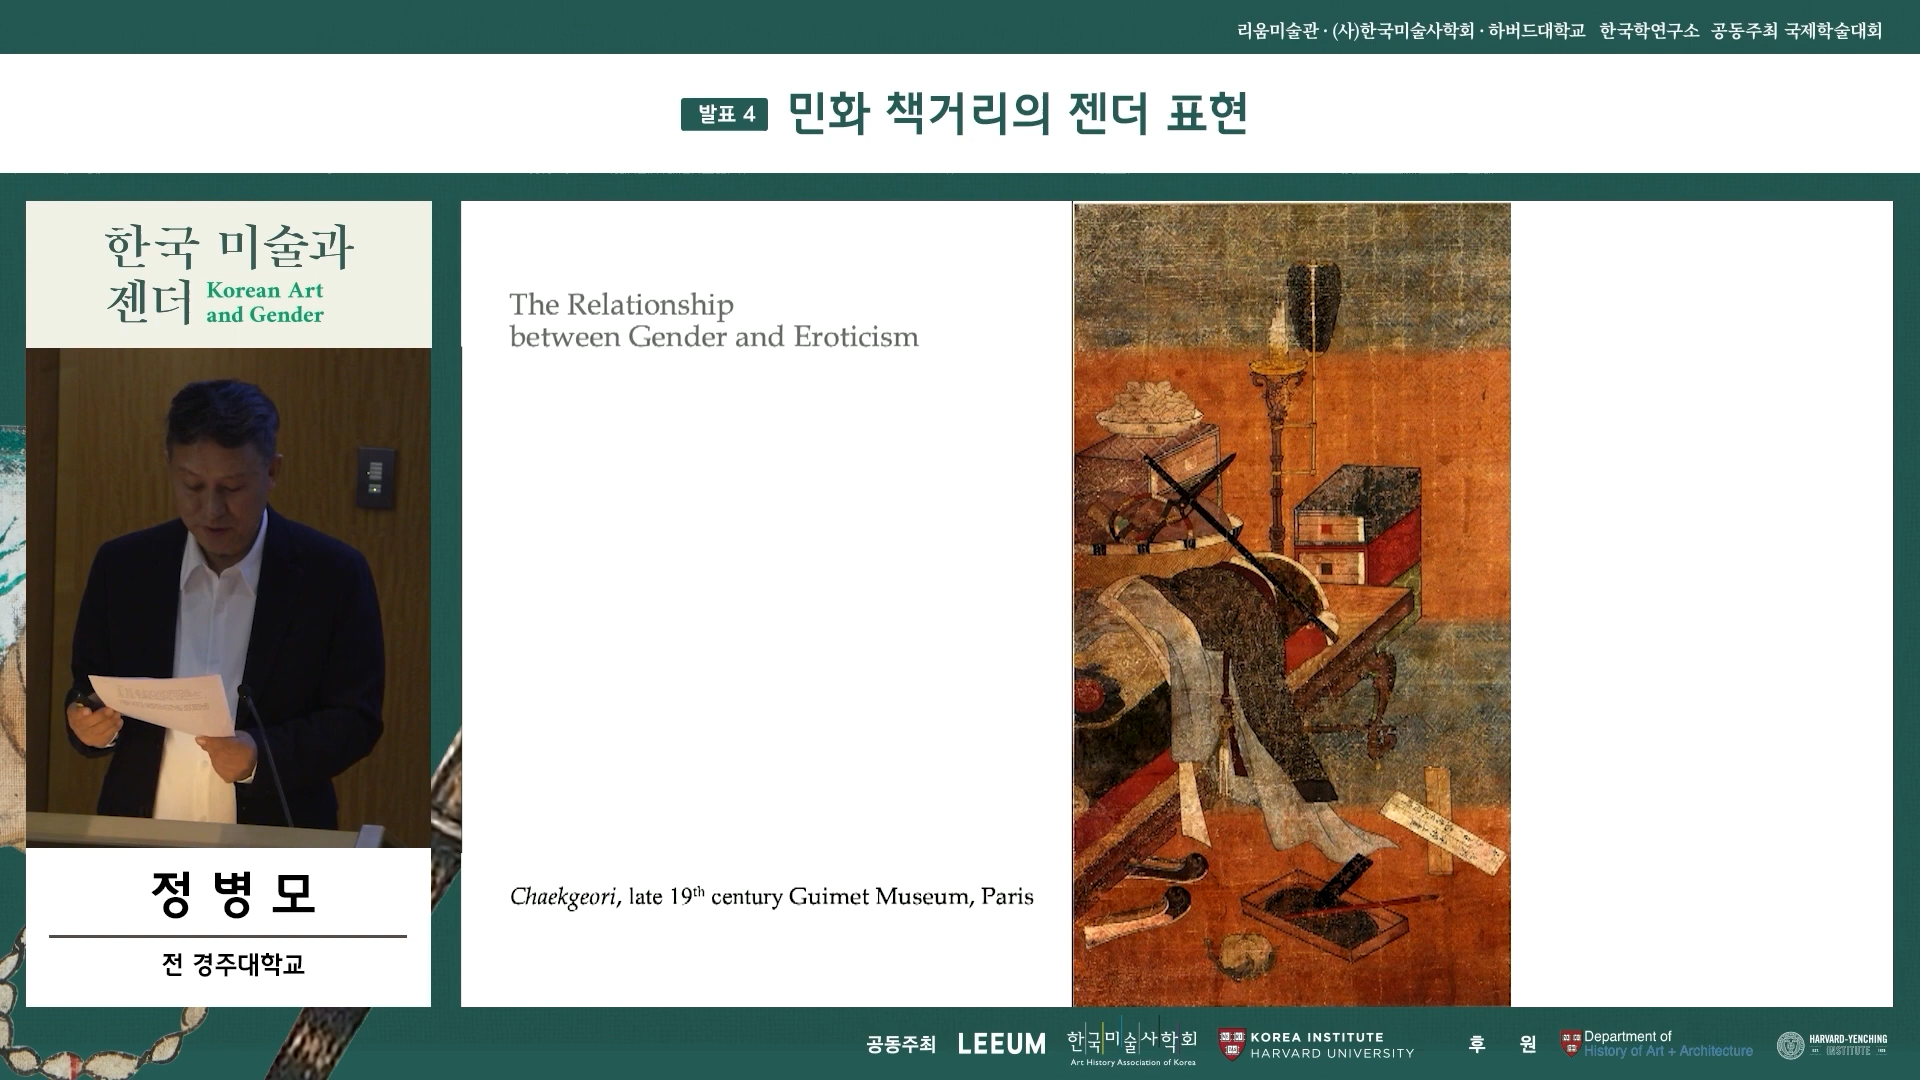 리움미술관 · (사)한국미술사학회 · 하버드대학교 한국학연구소 공동주최 국제학술대회
발표 4 민화 책거리의 젠더 표현
한국 미술과
젠더 Korean Art
and Gender
The Relationship
between Gender and Eroticism
Chaekgeori, late 19th century Guimet Museum, Paris
정병모
전 경주대학교
공동주최 LEEUM 한국미술사학회 Art History Association of Korea KOREA INSTITUTE HARVARD UNIVERSITY 후원 Department of History of Art + Architecture HARVARD-YENCHING INSTITUTE